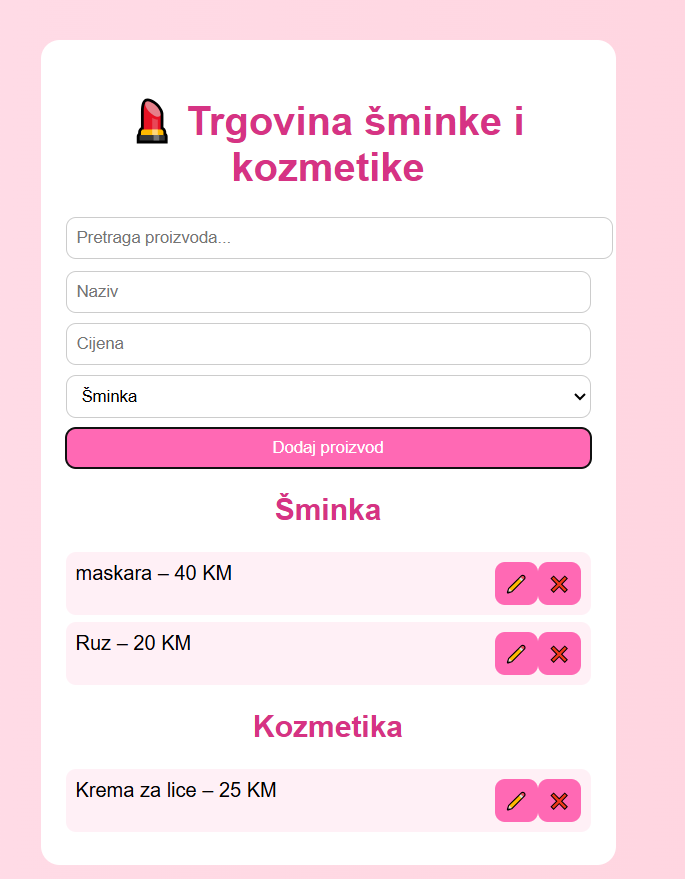 Trgovina šminke i
kozmetike
Pretraga proizvoda...
Naziv
Cijena
Šminka
Dodaj proizvod
Šminka
maskara – 40 KM
Ruz – 20 KM
Kozmetika
Krema za lice – 25 KM